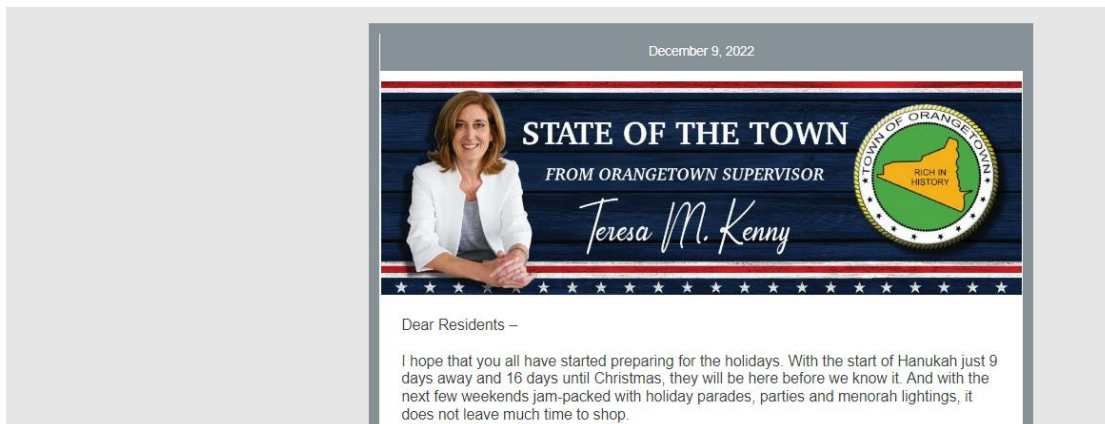 December 9, 2022
STATE OF THE TOWN
FROM ORANGETOWN SUPERVISOR
Teresa M. Kenny
TOWN OF ORANGETOWN
RICH IN
HISTORY
Dear Residents –
I hope that you all have started preparing for the holidays. With the start of Hanukah just 9
days away and 16 days until Christmas, they will be here before we know it. And with the
next few weekends jam-packed with holiday parades, parties and menorah lightings, it
does not leave much time to shop.